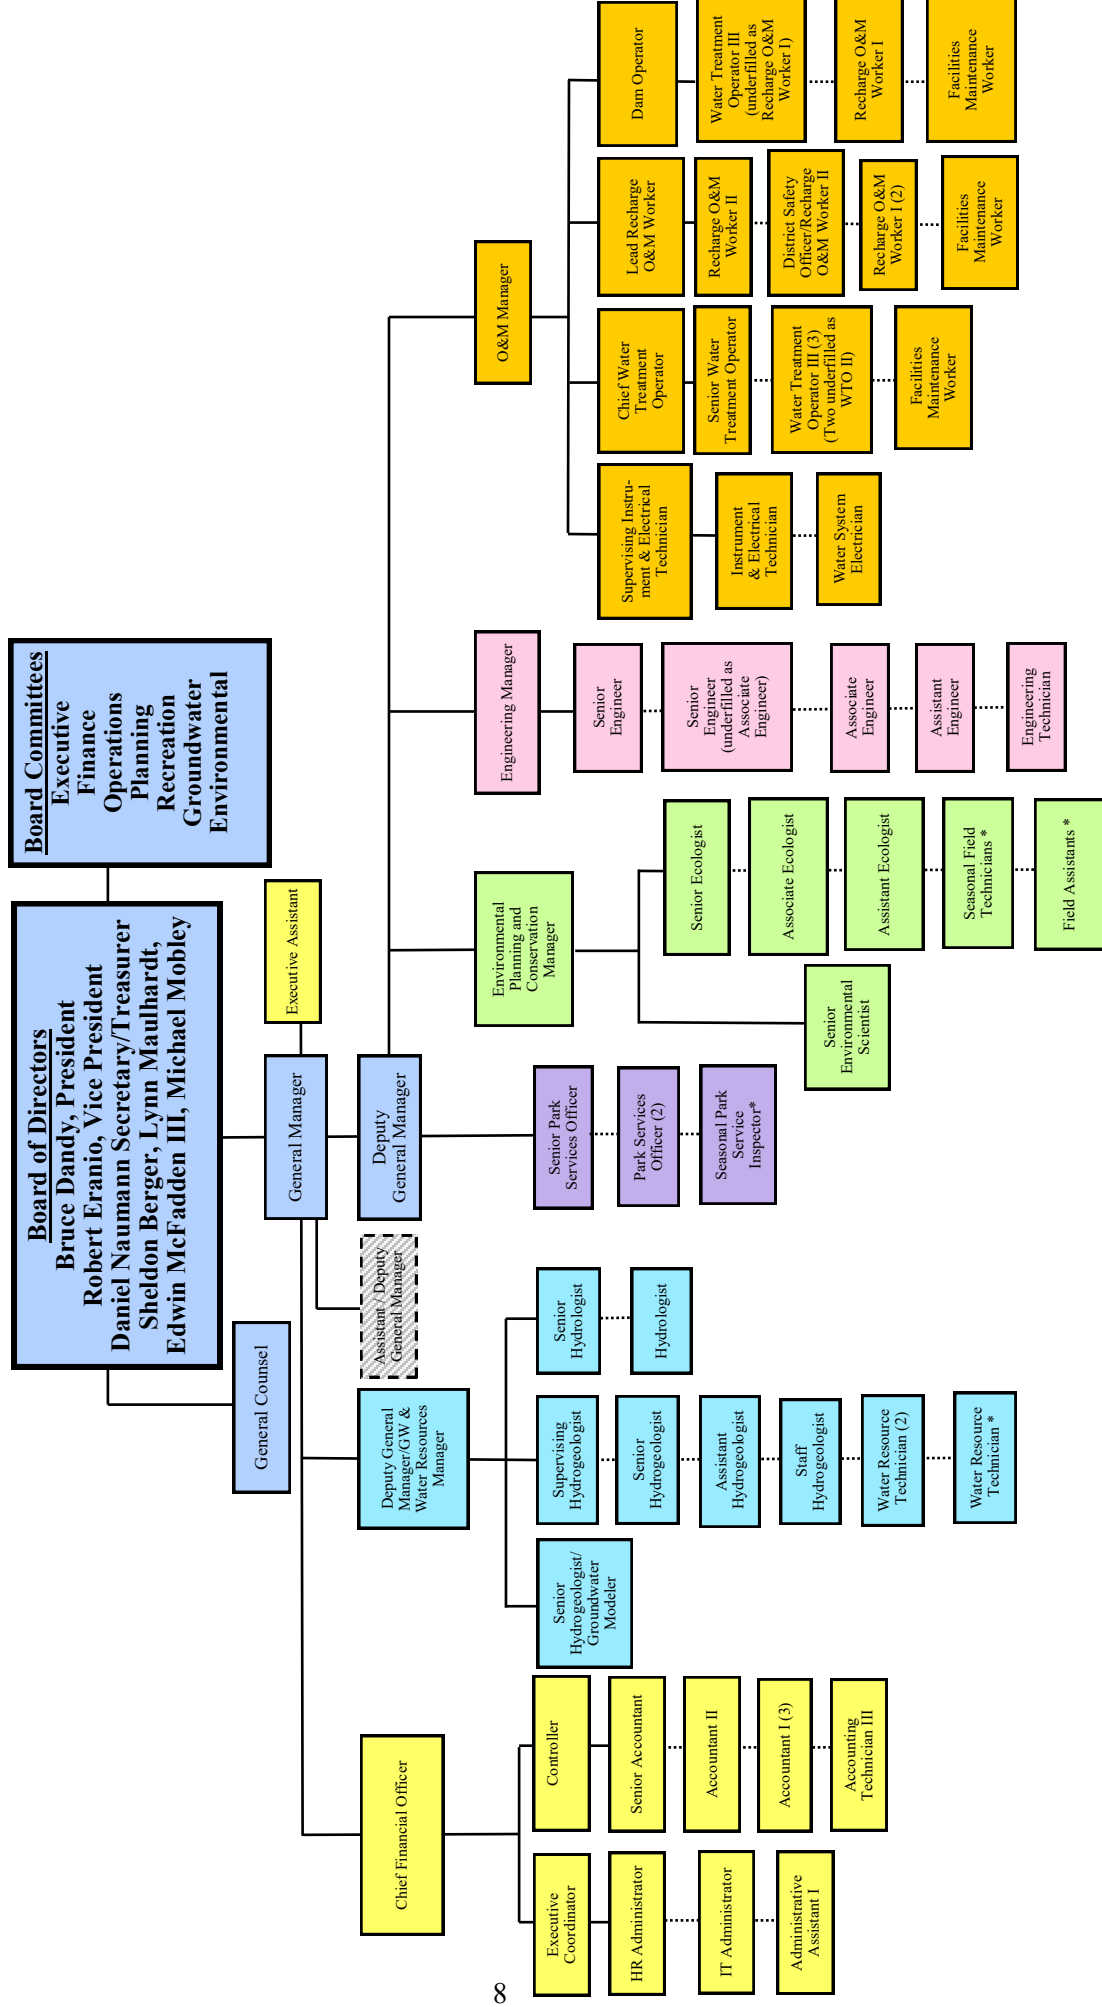 Board of Directors
Bruce Dandy, President
Robert Eranio, Vice President
Daniel Naumann Secretary/Treasurer
Sheldon Berger, Lynn Maulhardt,
Edwin McFadden III, Michael Mobley
Board Committees
Executive
Finance
Operations
Planning
Recreation
Groundwater
Environmental
General Counsel
General Manager
Executive Assistant
Assistant / Deputy
General Manager
Deputy
General Manager
Chief Financial Officer
Executive
Coordinator
HR Administrator
IT Administrator
Administrative
Assistant I
Controller
Senior Accountant
Accountant II
Accountant I (3)
Accounting
Technician III
Deputy General
Manager/GW &
Water Resources
Manager
Senior
Hydrogeologist/
Groundwater
Modeler
Supervising
Hydrogeologist
Senior
Hydrogeologist
Assistant
Hydrogeologist
Staff
Hydrogeologist
Water Resource
Technician (2)
Water Resource
Technician *
Senior
Hydrologist
Hydrologist
Senior Park
Services Officer
Park Services
Officer (2)
Seasonal Park
Service
Inspector*
Environmental
Planning and
Conservation
Manager
Senior
Environmental
Scientist
Senior Ecologist
Associate Ecologist
Assistant Ecologist
Seasonal Field
Technicians *
Field Assistants *
Engineering Manager
Senior
Engineer
Senior
Engineer
(underfilled as
Associate
Engineer)
Associate
Engineer
Assistant
Engineer
Engineering
Technician
O&M Manager
Supervising Instru-
ment & Electrical
Technician
Instrument
& Electrical
Technician
Water System
Electrician
Chief Water
Treatment
Operator
Senior Water
Treatment Operator
Water Treatment
Operator III (3)
(Two underfilled as
WTO II)
Facilities
Maintenance
Worker
Lead Recharge
O&M Worker
Recharge O&M
Worker II
District Safety
Officer/Recharge
O&M Worker II
Recharge O&M
Worker I (2)
Facilities
Maintenance
Worker
Dam Operator
Water Treatment
Operator III
(underfilled as
Recharge O&M
Worker I)
Recharge O&M
Worker I
Facilities
Maintenance
Worker
8